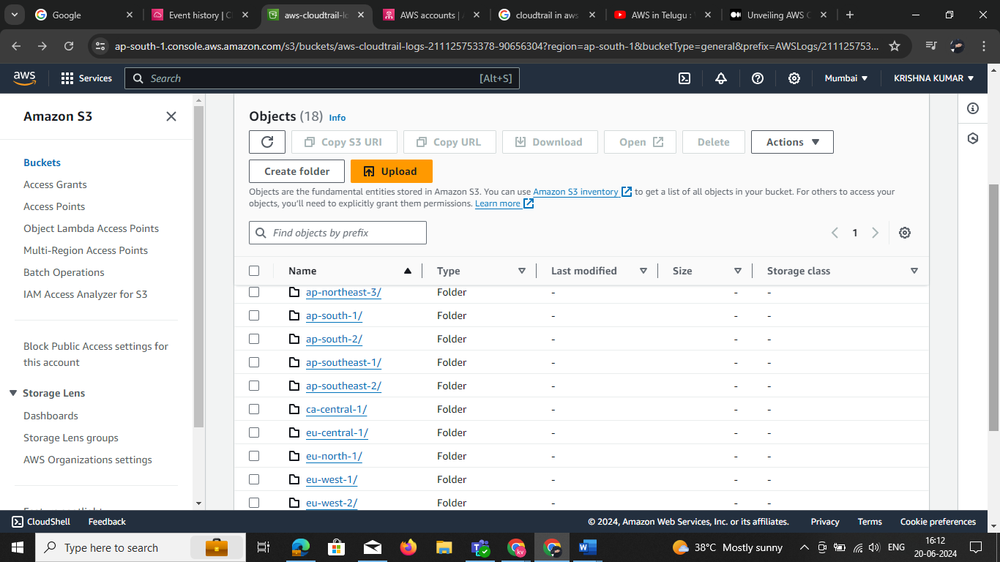 Google
Event history | C
aws-cloudtrail-lo
AWS accounts | A
cloudtrail in aws
AWS in Telugu :
Unveiling AWS C
ap-south-1.console.aws.amazon.com/s3/buckets/aws-cloudtrail-logs-211125753378-90656304?region=ap-south-1&bucketType=general&prefix=AWSLogs/211125753...
aws
Services
Search
[Alt+S]
Mumbai
KRISHNA KUMAR
Amazon S3
Buckets
Access Grants
Access Points
Object Lambda Access Points
Multi-Region Access Points
Batch Operations
IAM Access Analyzer for S3
Block Public Access settings for
this account
Storage Lens
Dashboards
Storage Lens groups
AWS Organizations settings
Objects (18) Info
Copy S3 URI
Copy URL
Download
Open
Delete
Actions
Create folder
Upload
Objects are the fundamental entities stored in Amazon S3. You can use Amazon S3 inventory to get a list of all objects in your bucket. For others to access your
objects, you'll need to explicitly grant them permissions. Learn more
Find objects by prefix
1
Name Type Last modified Size Storage class
ap-northeast-3/ Folder - - -
ap-south-1/ Folder - - -
ap-south-2/ Folder - - -
ap-southeast-1/ Folder - - -
ap-southeast-2/ Folder - - -
ca-central-1/ Folder - - -
eu-central-1/ Folder - - -
eu-north-1/ Folder - - -
eu-west-1/ Folder - - -
eu-west-2/ Folder - - -
CloudShell
Feedback
© 2024, Amazon Web Services, Inc. or its affiliates.
Privacy
Terms
Cookie preferences
Type here to search
kv
38°C Mostly sunny
ENG
16:12
20-06-2024